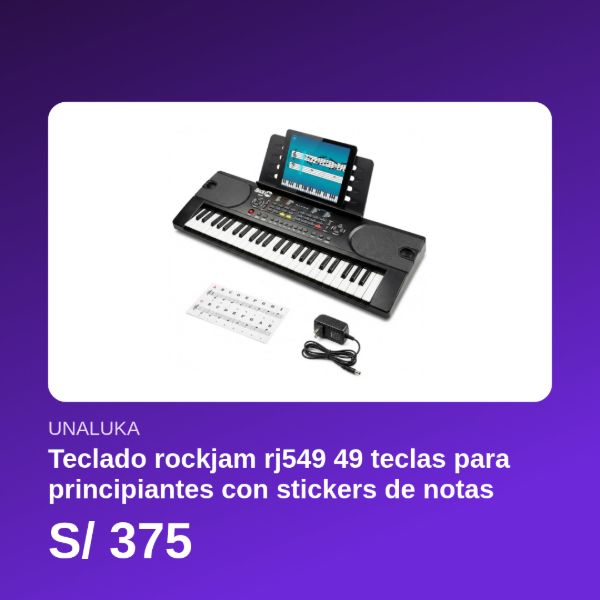 UNALUKA
Teclado rockjam rj549 49 teclas para
principiantes con stickers de notas
S/ 375